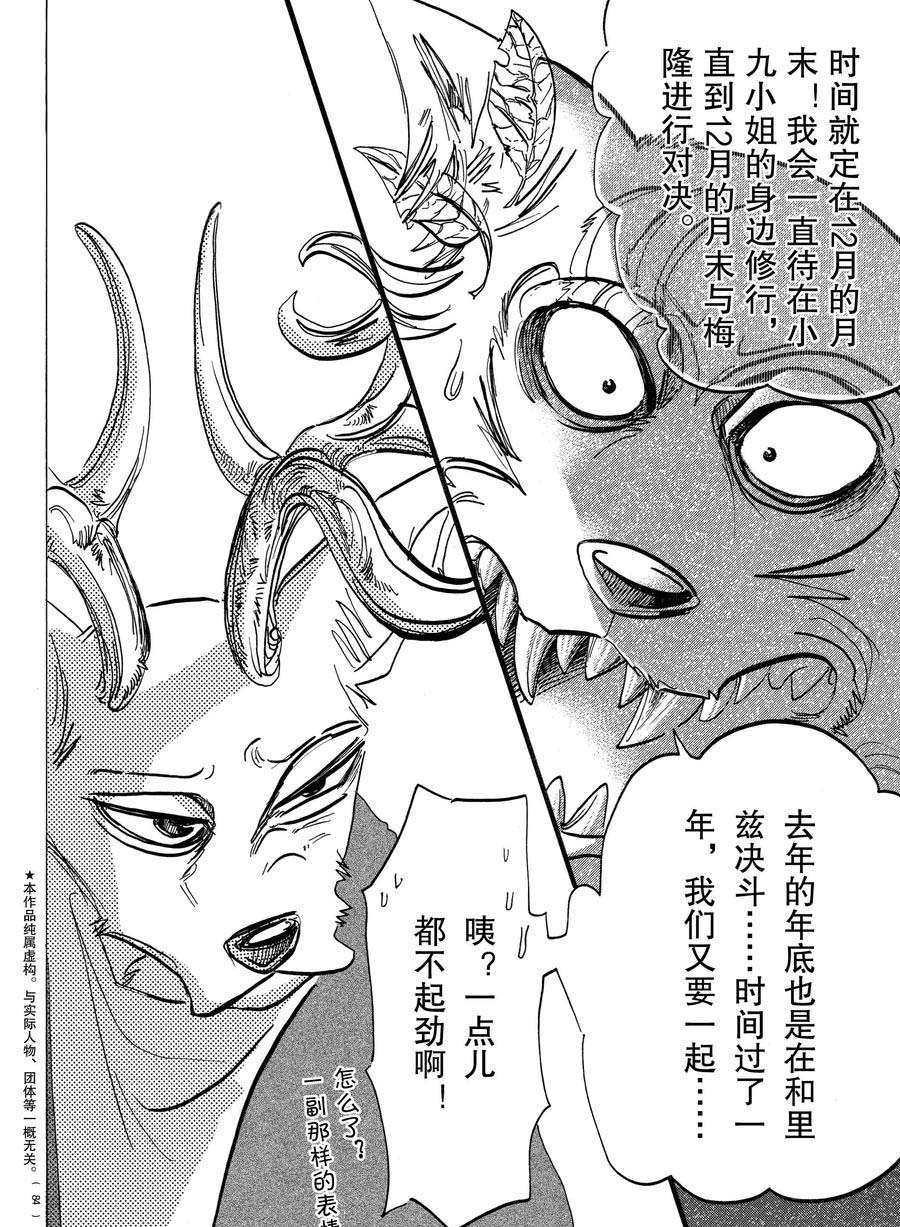 时间就定在12月的月
末！我会一直待在小
九小姐的身边修行，
直到12月的月末与梅
隆进行对决。
去年的年底也是在和里
兹决斗……时间过了一
年，我们又要一起……
咦？一点儿
都不起劲啊！
怎么了？
一副那样的表情
★本作品纯属虚构。与实际人物、团体等一概无关。（84）